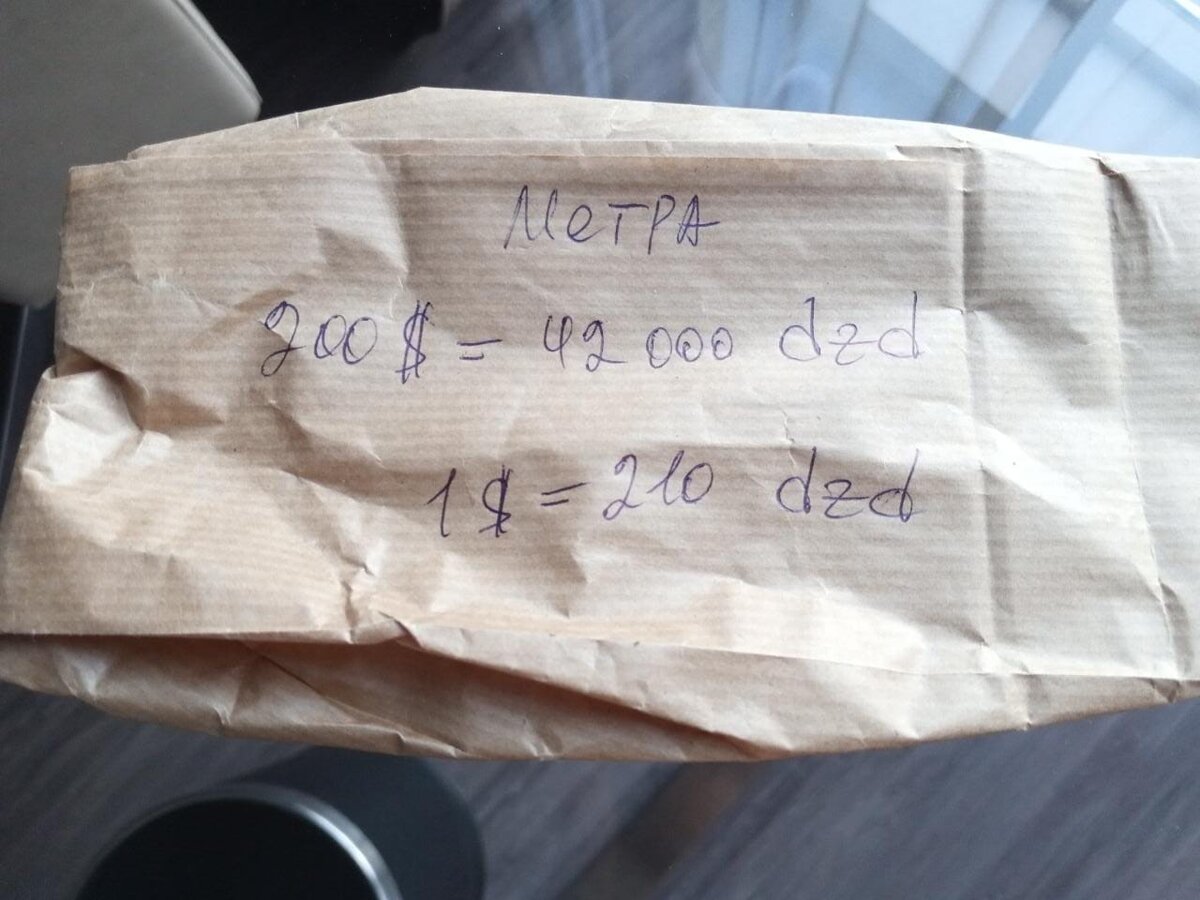 Метра
200 $ = 42 000 dzd
1 $ = 210 dzd